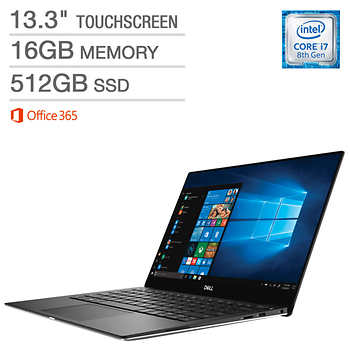 13.3" TOUCHSCREEN
16GB MEMORY
512GB SSD
Office 365
intel
CORE i7
8th Gen
DELL